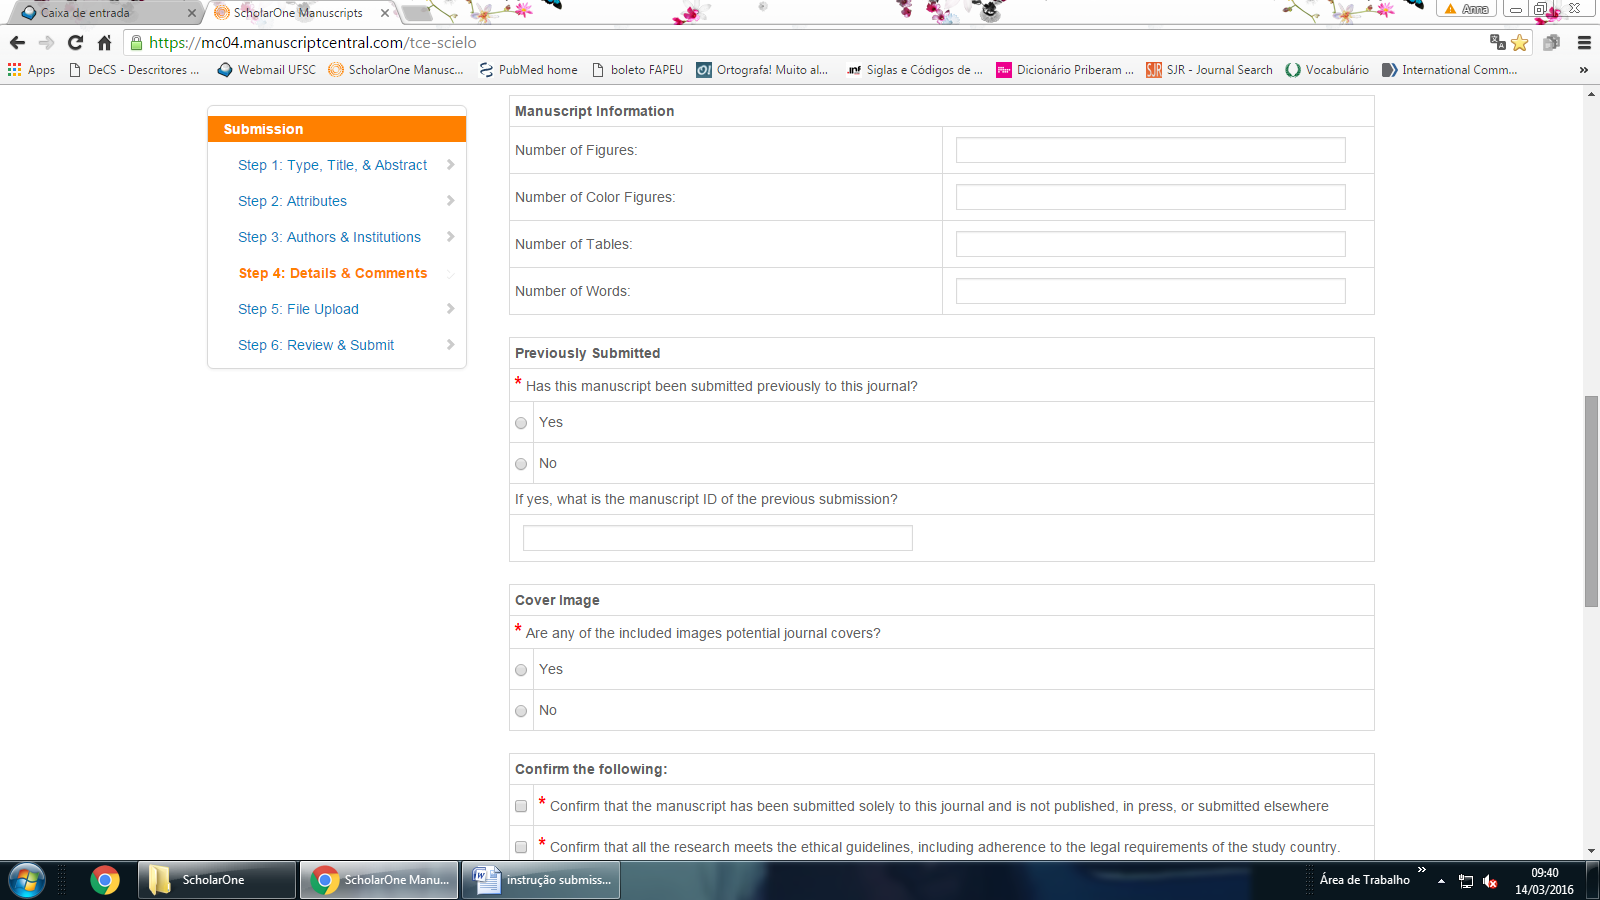 Caixa de entrada
ScholarOne Manuscripts
Anna
https://mc04.manuscriptcentral.com/tce-scielo
Apps
DeCS - Descritores ...
Webmail UFSC
ScholarOne Manusc...
PubMed home
boleto FAPEU
Ortografa! Muito al...
Siglas e Códigos de ...
Dicionário Priberam ...
SJR - Journal Search
Vocabulário
International Comm...
»
Submission
Step 1: Type, Title, & Abstract
Step 2: Attributes
Step 3: Authors & Institutions
Step 4: Details & Comments
Step 5: File Upload
Step 6: Review & Submit
Manuscript Information
Number of Figures:
Number of Color Figures:
Number of Tables:
Number of Words:
Previously Submitted
* Has this manuscript been submitted previously to this journal?
Yes
No
If yes, what is the manuscript ID of the previous submission?
Cover Image
* Are any of the included images potential journal covers?
Yes
No
Confirm the following:
* Confirm that the manuscript has been submitted solely to this journal and is not published, in press, or submitted elsewhere
* Confirm that all the research meets the ethical guidelines, including adherence to the legal requirements of the study country.
ScholarOne
ScholarOne Manu...
instrução submiss...
Área de Trabalho
»
09:40
14/03/2016